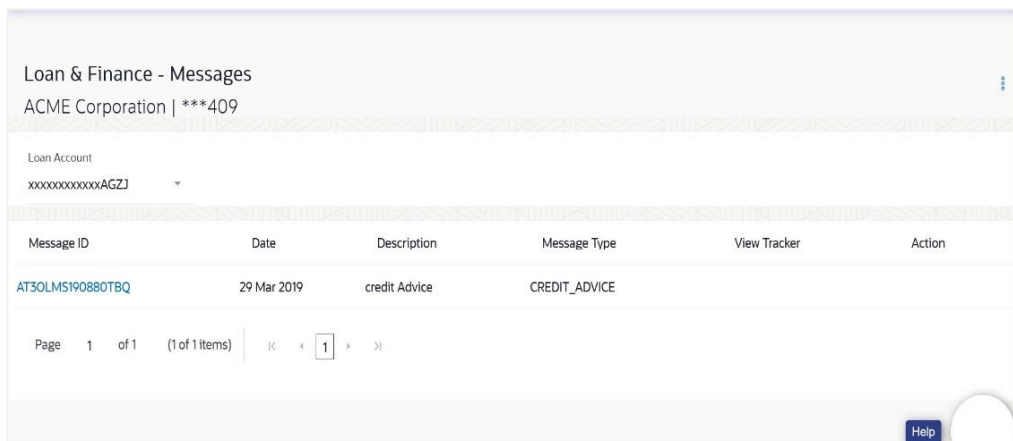 Loan & Finance - Messages
ACME Corporation | ***409
Loan Account
xxxxxxxxxxxxAGZJ
Message ID Date Description Message Type View Tracker Action
AT3OLMS190880TBQ 29 Mar 2019 credit Advice CREDIT_ADVICE
Page 1 of 1 (1 of 1 items) 1
Help